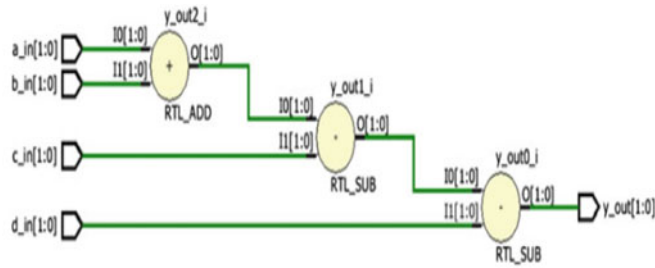 y_out2_i
a_in[1:0] I0[1:0] O[1:0]
b_in[1:0] I1[1:0] +
RTL_ADD
y_out1_i
I0[1:0] O[1:0]
c_in[1:0] I1[1:0] -
RTL_SUB
y_out0_i
I0[1:0] O[1:0]
d_in[1:0] I1[1:0] - y_out[1:0]
RTL_SUB